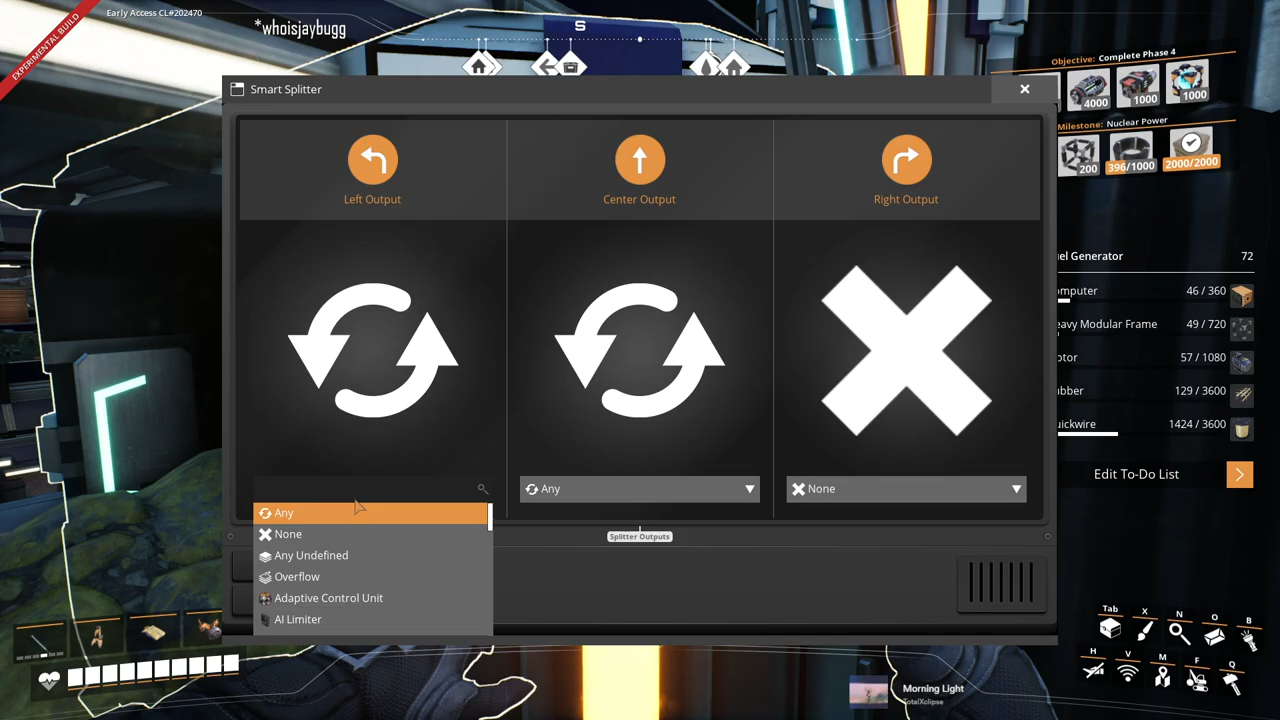 EXPERIMENTAL BUILD
Early Access CL#202470
*whoisjaybugg
S
Objective: Complete Phase 4
4000
1000
1000
Milestone: Nuclear Power
200
396/1000
2000/2000
Smart Splitter
Left Output
Center Output
Right Output
Any
None
Any
None
Any Undefined
Overflow
Adaptive Control Unit
AI Limiter
Splitter Outputs
uel Generator 72
omputer 46 / 360
eavy Modular Frame 49 / 720
otor 57 / 1080
ubber 129 / 3600
uickwire 1424 / 3600
Edit To-Do List
Tab X N O B
H V M F Q
Morning Light
TotalXclipse